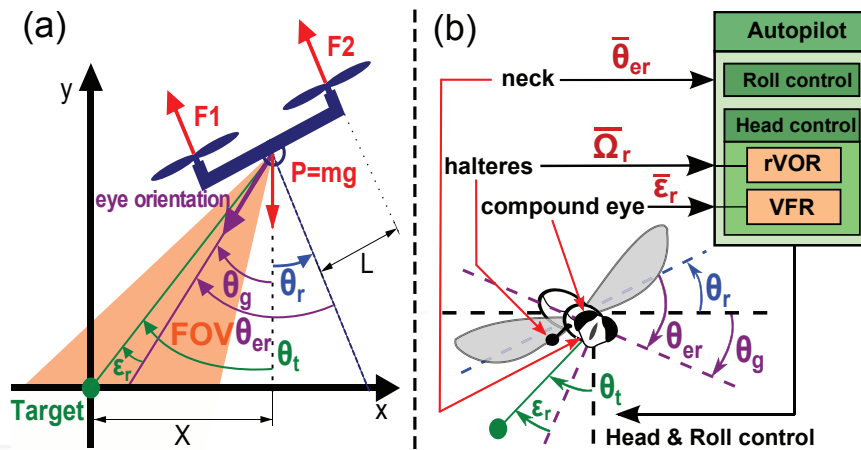 (a)
F2
y
F1
P=mg
eye orientation
L
θg
θr
FOV
θer
θt
εr
Target
x
X
(b)
Autopilot
θ̅er
neck
Roll control
Head control
halteres
Ω̅r
rVOR
compound eye
ε̅r
VFR
θr
θer
θg
θt
εr
Head & Roll control